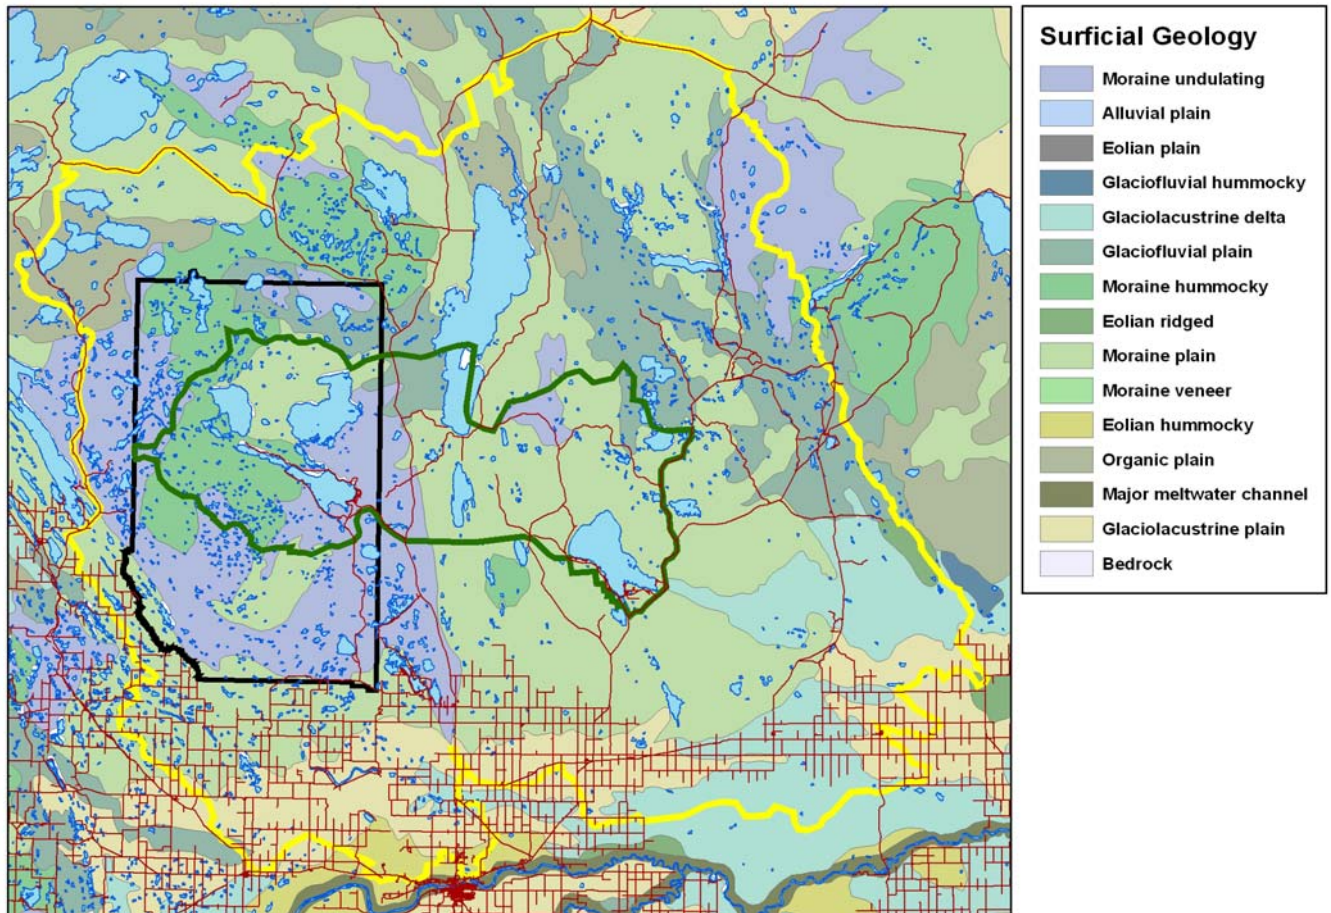 Surficial Geology
Moraine undulating
Alluvial plain
Eolian plain
Glaciofluvial hummocky
Glaciolacustrine delta
Glaciofluvial plain
Moraine hummocky
Eolian ridged
Moraine plain
Moraine veneer
Eolian hummocky
Organic plain
Major meltwater channel
Glaciolacustrine plain
Bedrock